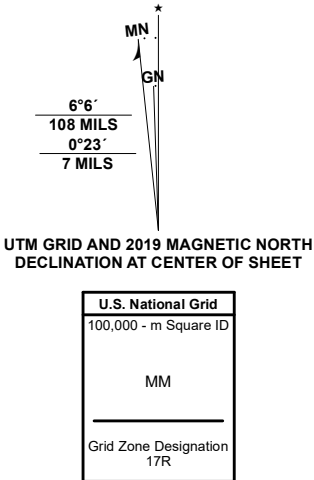 ★
MN
GN
6°6´
108 MILS
0°23´
7 MILS
UTM GRID AND 2019 MAGNETIC NORTH
DECLINATION AT CENTER OF SHEET
U.S. National Grid
100,000 - m Square ID
MM
Grid Zone Designation
17R